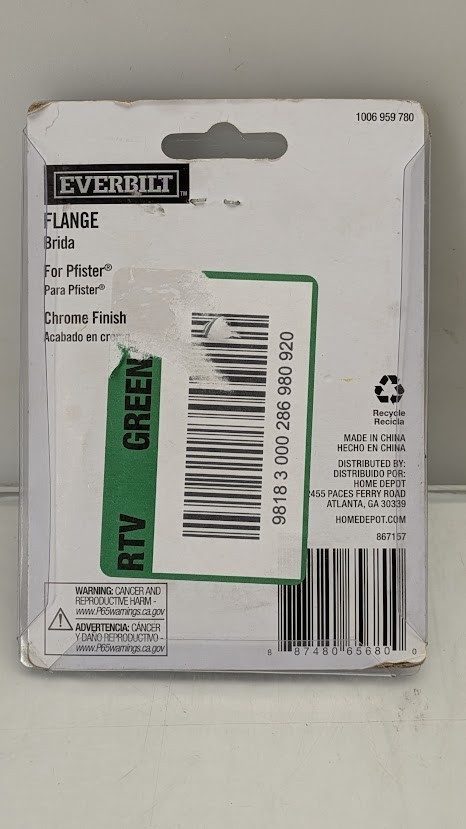 1006 959 780
EVERBILT TM
FLANGE
Brida
For Pfister®
Para Pfister®
Chrome Finish
Acabado en
RTV GREEN
9818 3 000 286 980 920
Recycle
Recicla
MADE IN CHINA
HECHO EN CHINA
DISTRIBUTED BY:
DISTRIBUIDO POR:
HOME DEPOT
2455 PACES FERRY ROAD
ATLANTA, GA 30339
HOMEDEPOT.COM
867157
WARNING: CANCER AND
REPRODUCTIVE HARM -
www.P65warnings.ca.gov
ADVERTENCIA: CÁNCER
Y DAÑO REPRODUCTIVO -
www.P65warnings.ca.gov
8 87480 65680 0